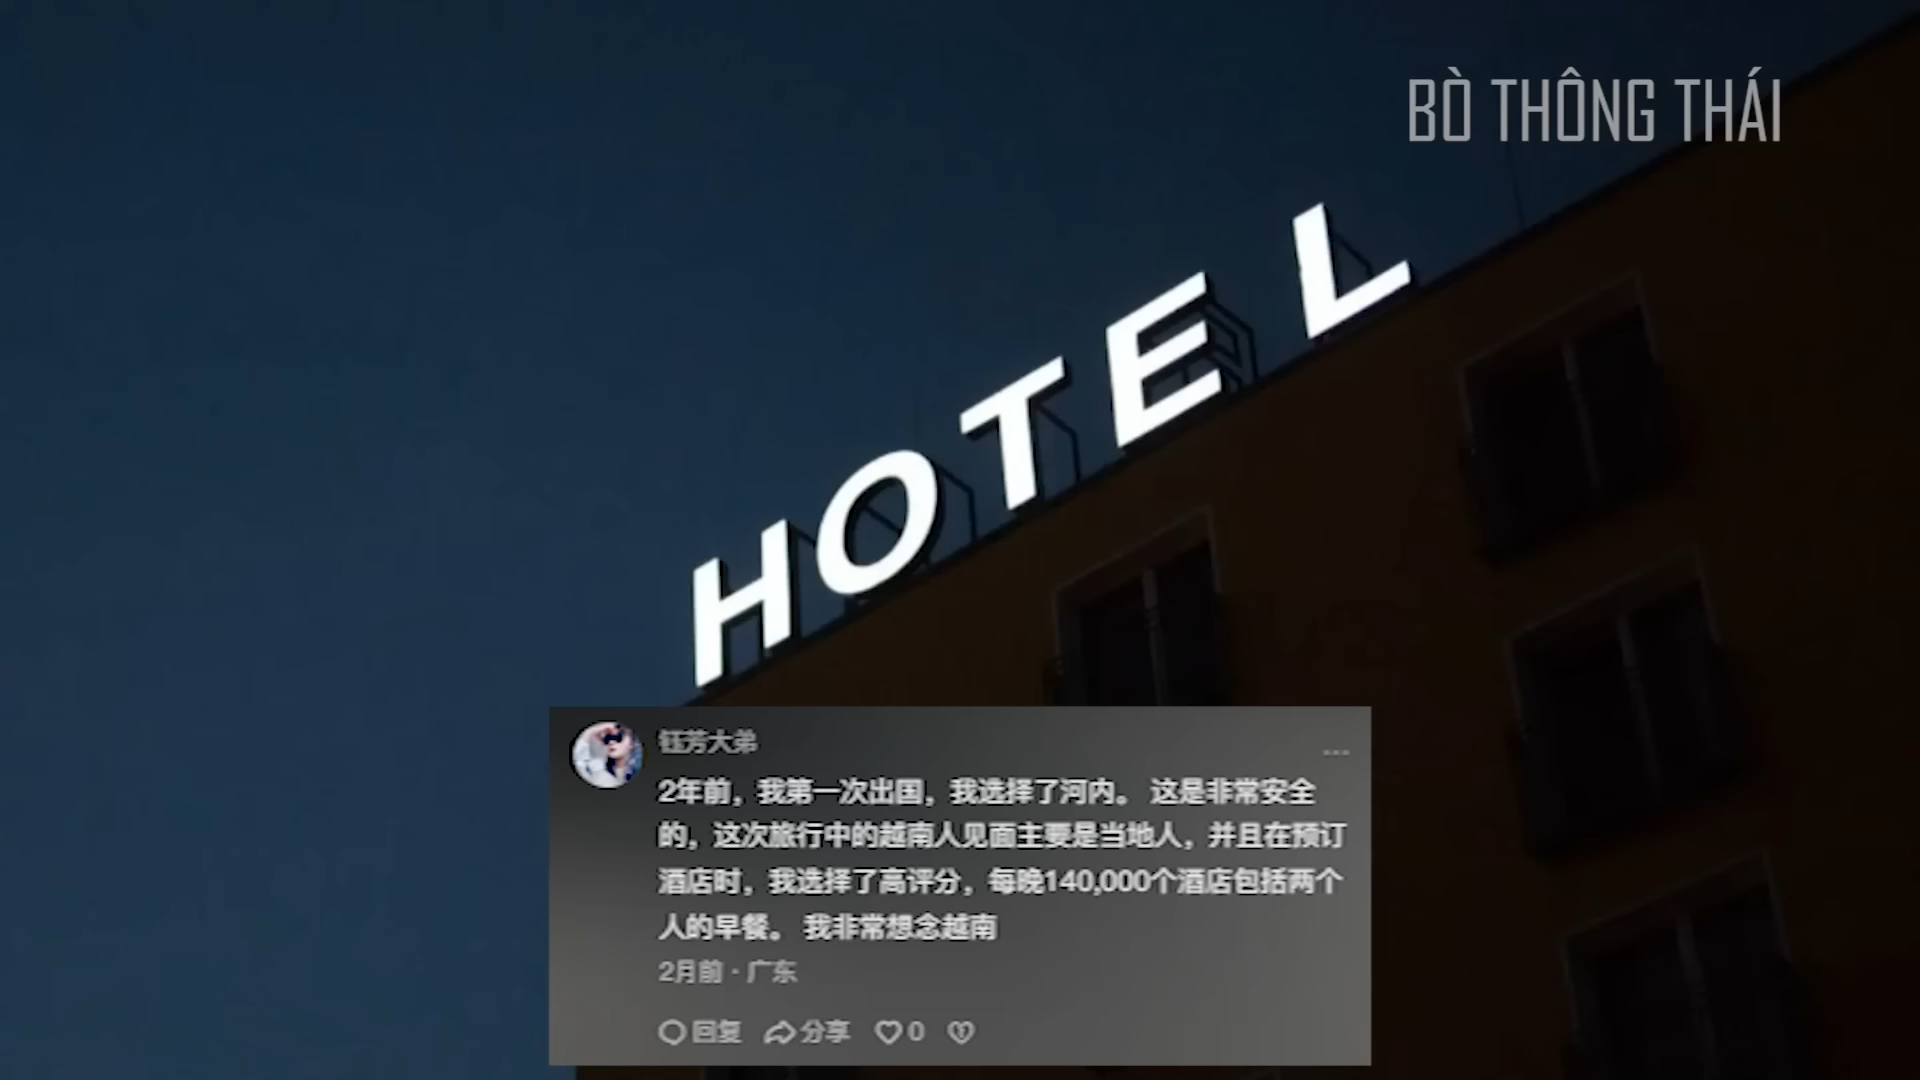 BÒ THÔNG THÁI
HOTEL
钰芳大弟
2年前，我第一次出国，我选择了河内。 这是非常安全
的，这次旅行中的越南人见面主要是当地人，并且在预订
酒店时，我选择了高评分，每晚140,000个酒店包括两个
人的早餐。 我非常想念越南
2月前 · 广东
回复 分享 0